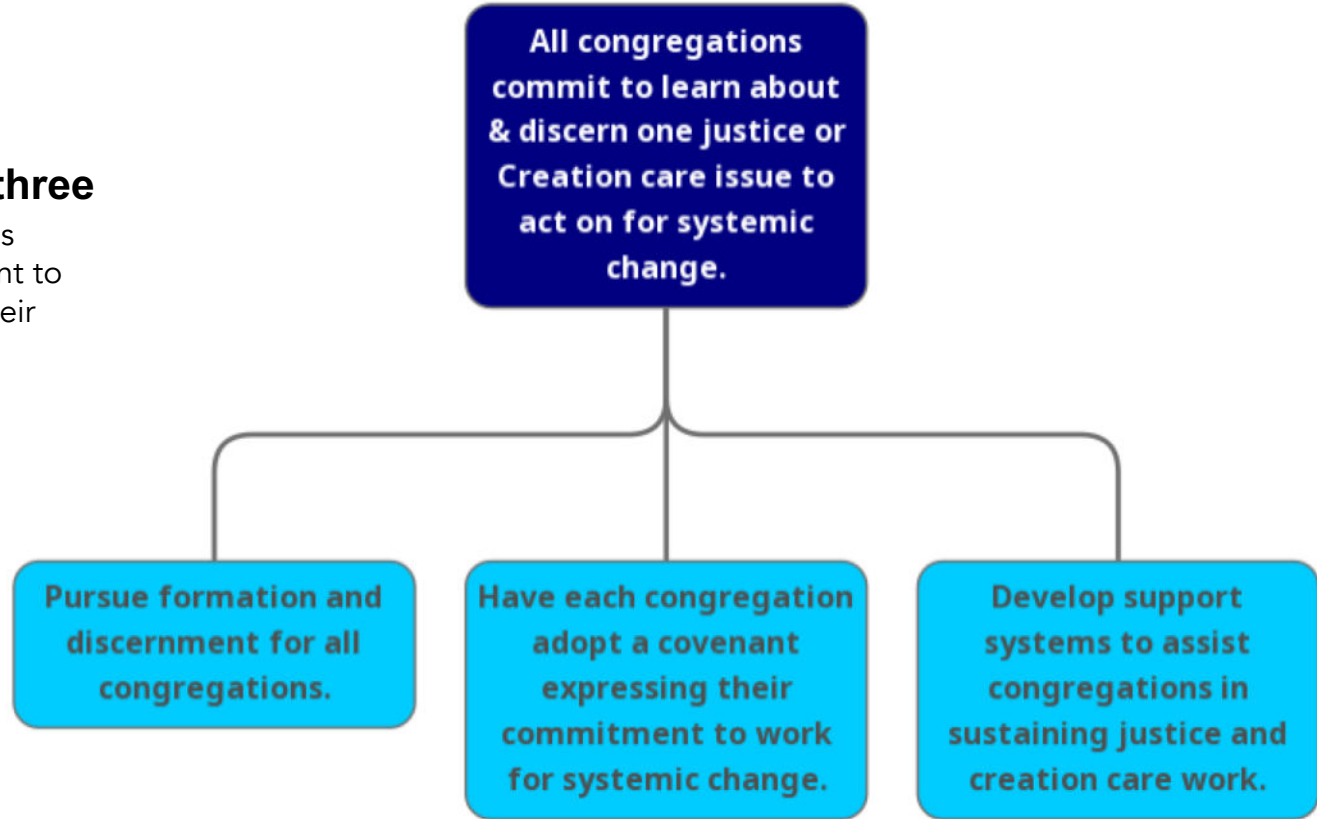 All congregations
commit to learn about
& discern one justice or
Creation care issue to
act on for systemic
change.
three
s
nt to
eir
Pursue formation and
discernment for all
congregations.
Have each congregation
adopt a covenant
expressing their
commitment to work
for systemic change.
Develop support
systems to assist
congregations in
sustaining justice and
creation care work.